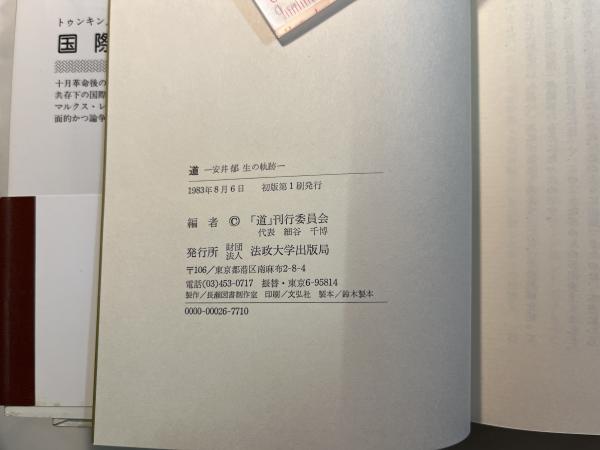 トゥンキン
国際
十月革命後の
共存下の国際
マルクス・レ
面的かつ論争
道 ―安井郁 生の軌跡―
1983年8月6日 初版第1刷発行
編者 © 「道」刊行委員会
代表 細谷 千博
発行所 財団法人 法政大学出版局
〒106/東京都港区南麻布2-8-4
電話(03)453-0717 振替・東京6-95814
製作/長瀬図書制作室 印刷/文弘社 製本/鈴木製本
0000-00026-7710